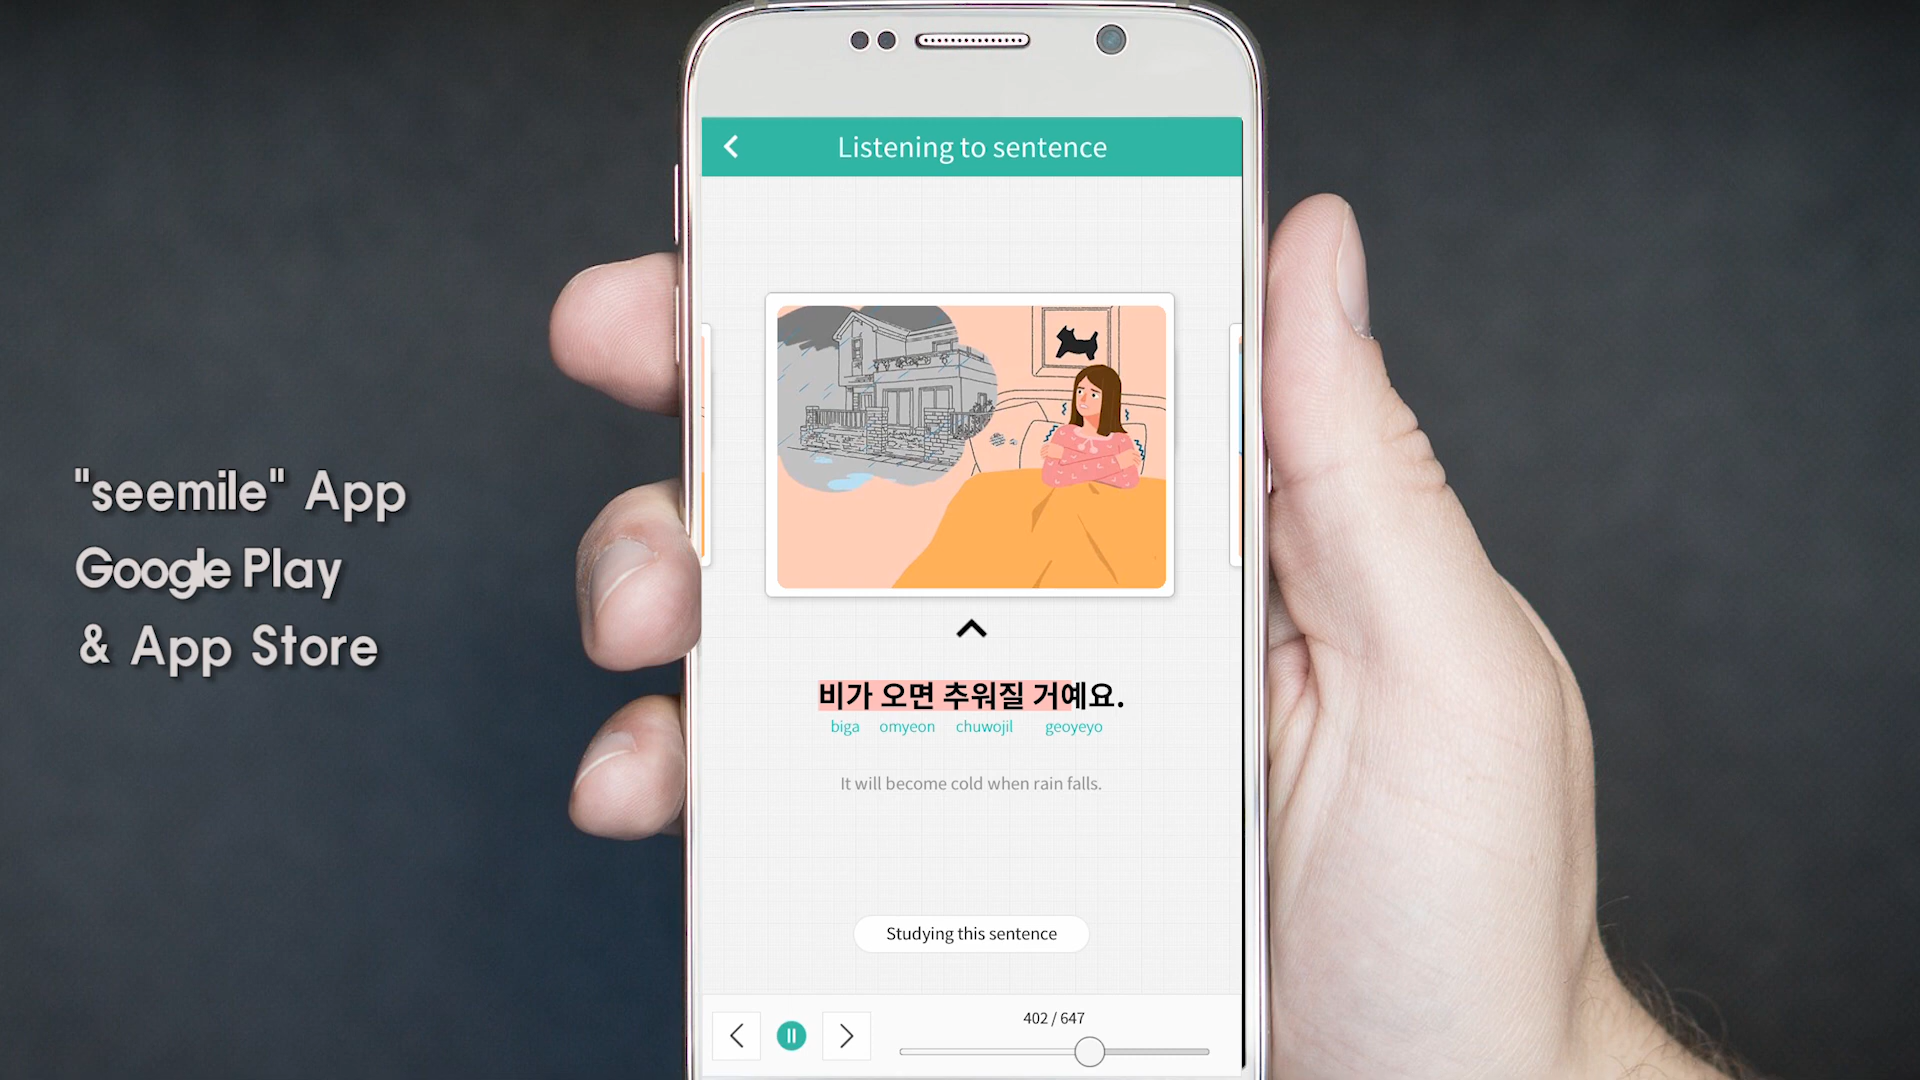 "seemile" App
Google Play
& App Store
Listening to sentence
비가 오면 추워질 거예요.
biga omyeon chuwojil geoyeyo
It will become cold when rain falls.
Studying this sentence
402 / 647